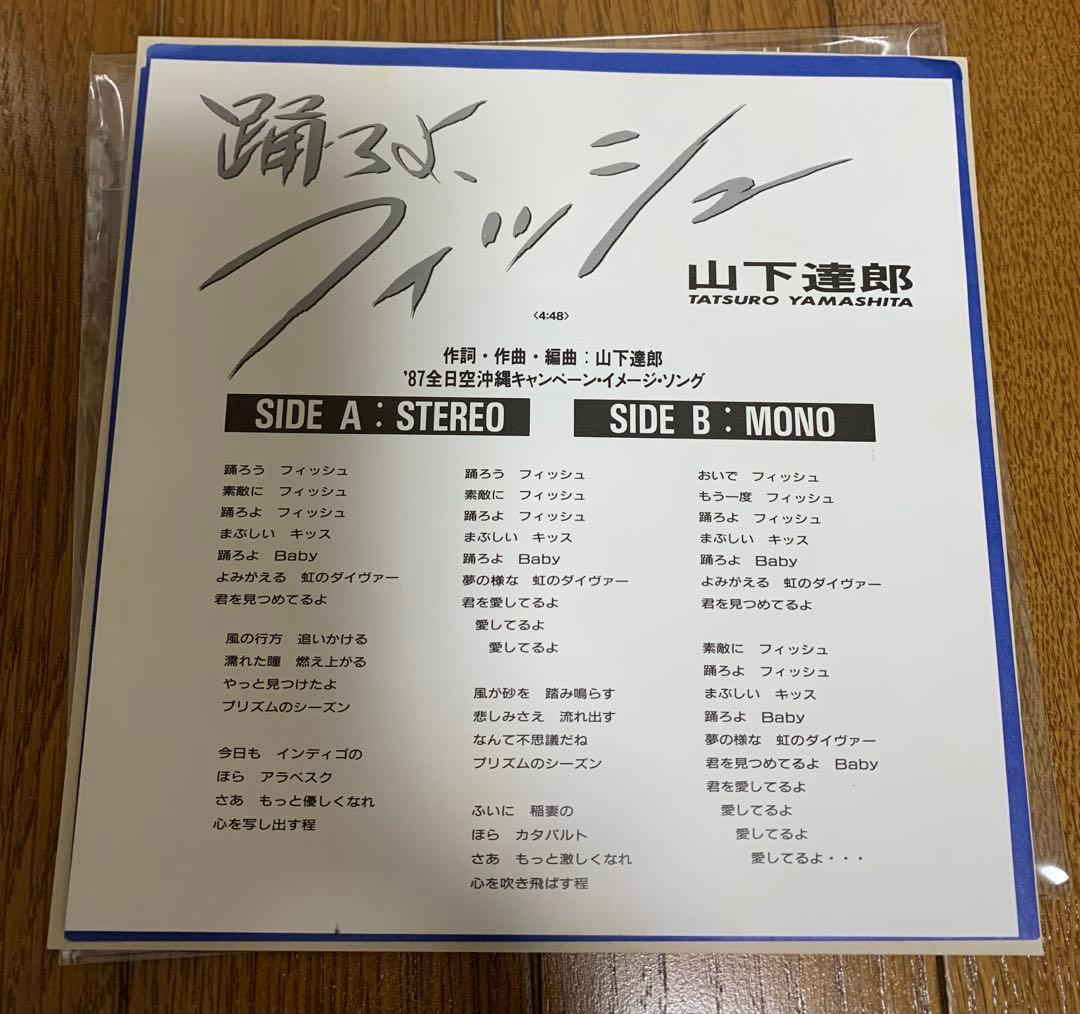 踊ろよ、
フィッシュ
山下達郎
TATSURO YAMASHITA
〈4:48〉
作詞・作曲・編曲：山下達郎
'87全日空沖縄キャンペーン・イメージ・ソング
SIDE A：STEREO
SIDE B：MONO
踊ろう　フィッシュ
素敵に　フィッシュ
踊ろよ　フィッシュ
まぶしい　キッス
踊ろよ　Baby
よみがえる　虹のダイヴァー
君を見つめてるよ
風の行方　追いかける
濡れた瞳　燃え上がる
やっと見つけたよ
プリズムのシーズン
今日も　インディゴの
ほら　アラベスク
さあ　もっと優しくなれ
心を写し出す程
踊ろう　フィッシュ
素敵に　フィッシュ
踊ろよ　フィッシュ
まぶしい　キッス
踊ろよ　Baby
夢の様な　虹のダイヴァー
君を愛してるよ
愛してるよ
愛してるよ
風が砂を　踏み鳴らす
悲しみさえ　流れ出す
なんて不思議だね
プリズムのシーズン
ふいに　稲妻の
ほら　カタパルト
さあ　もっと激しくなれ
心を吹き飛ばす程
おいで　フィッシュ
もう一度　フィッシュ
踊ろよ　フィッシュ
まぶしい　キッス
踊ろよ　Baby
よみがえる　虹のダイヴァー
君を見つめてるよ
素敵に　フィッシュ
踊ろよ　フィッシュ
まぶしい　キッス
踊ろよ　Baby
夢の様な　虹のダイヴァー
君を見つめてるよ　Baby
君を愛してるよ
愛してるよ
愛してるよ
愛してるよ・・・